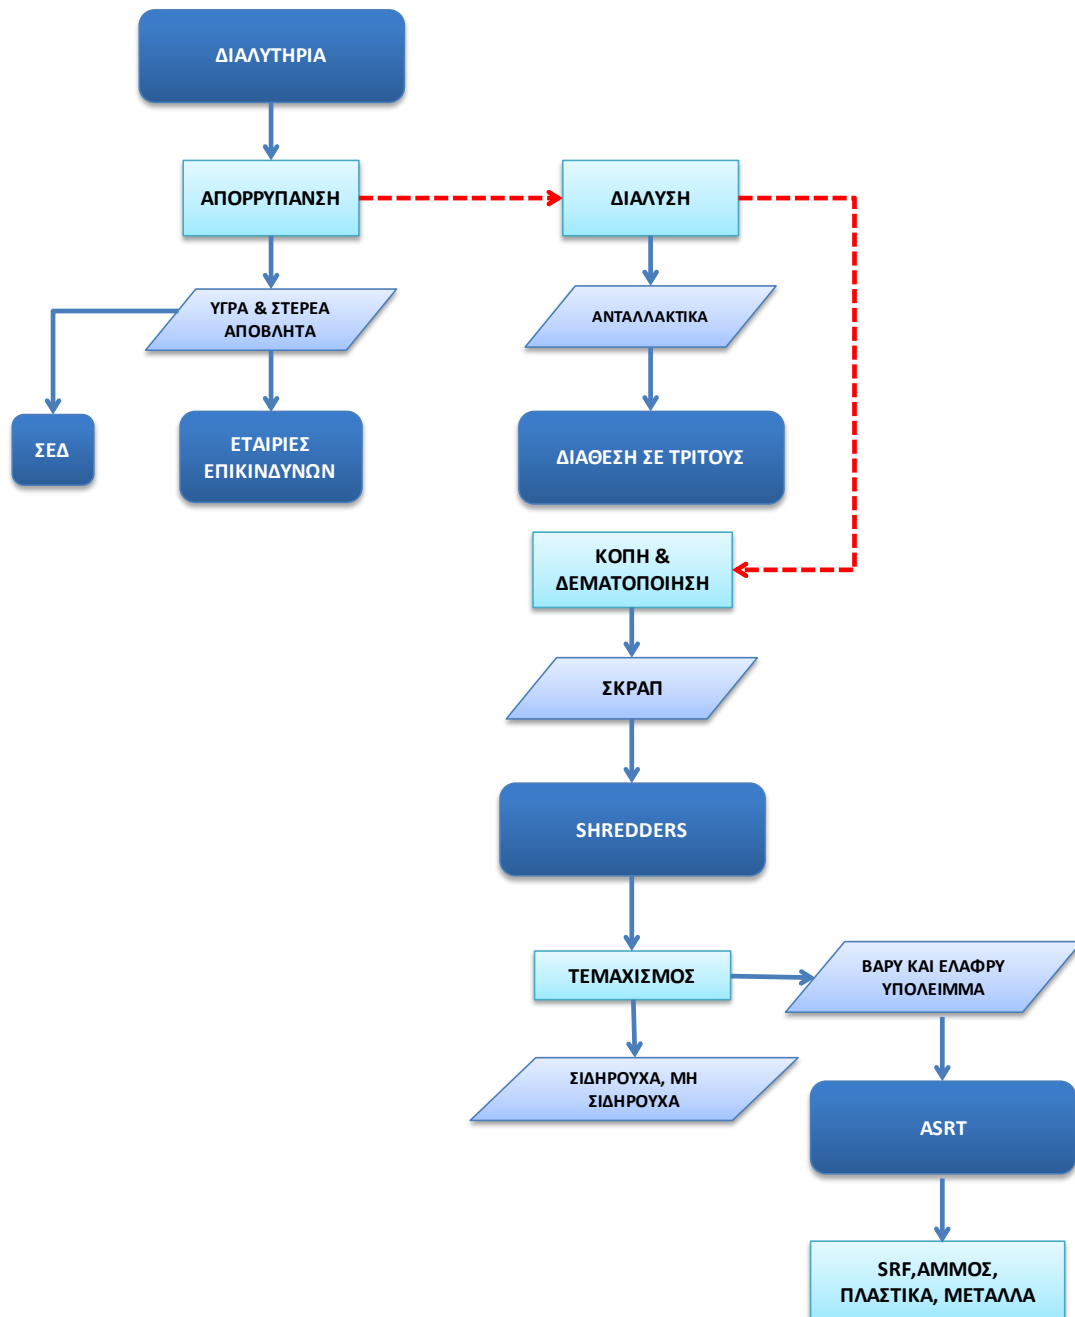 ΔΙΑΛΥΤΗΡΙΑ
ΑΠΟΡΡΥΠΑΝΣΗ
ΔΙΑΛΥΣΗ
ΥΓΡΑ & ΣΤΕΡΕΑ
ΑΠΟΒΛΗΤΑ
ΑΝΤΑΛΛΑΚΤΙΚΑ
ΣΕΔ
ΕΤΑΙΡΙΕΣ
ΕΠΙΚΙΝΔΥΝΩΝ
ΔΙΑΘΕΣΗ ΣΕ ΤΡΙΤΟΥΣ
ΚΟΠΗ &
ΔΕΜΑΤΟΠΟΙΗΣΗ
ΣΚΡΑΠ
SHREDDERS
ΤΕΜΑΧΙΣΜΟΣ
ΒΑΡΥ ΚΑΙ ΕΛΑΦΡΥ
ΥΠΟΛΕΙΜΜΑ
ΣΙΔΗΡΟΥΧΑ, ΜΗ
ΣΙΔΗΡΟΥΧΑ
ASRT
SRF,ΑΜΜΟΣ,
ΠΛΑΣΤΙΚΑ, ΜΕΤΑΛΛΑ